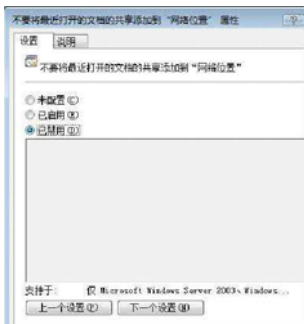 不要将最近打开的文档的共享添加到 “网络位置” 属性
设置 说明
不要将最近打开的文档的共享添加到 “网络位置”
未配置(C)
已启用(E)
已禁用(D)
支持于: 仅 Microsoft Windows Server 2003、Windows...
上一个设置(P) 下一个设置(N)